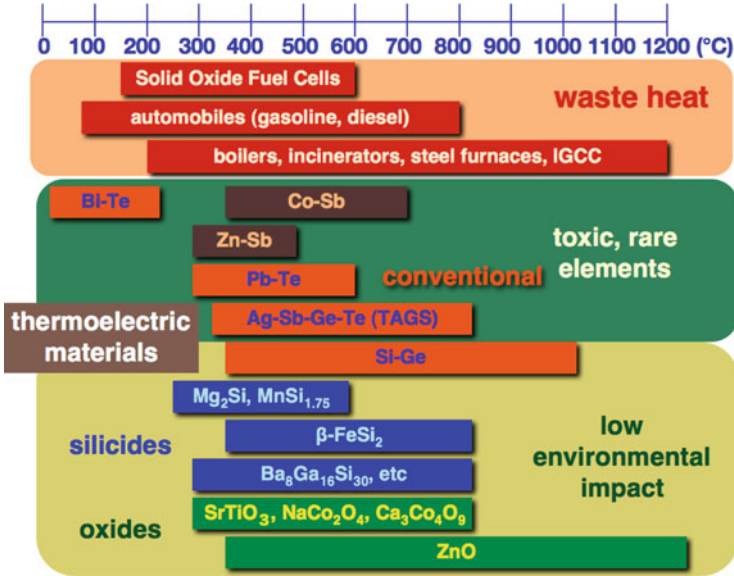 0 100 200 300 400 500 600 700 800 900 1000 1100 1200 (°C)
Solid Oxide Fuel Cells
waste heat
automobiles (gasoline, diesel)
boilers, incinerators, steel furnaces, IGCC
Bi-Te
Co-Sb
Zn-Sb
toxic, rare
elements
Pb-Te
conventional
thermoelectric
materials
Ag-Sb-Ge-Te (TAGS)
Si-Ge
Mg₂Si, MnSi₁.₇₅
silicides
β-FeSi₂
low
environmental
impact
Ba₈Ga₁₆Si₃₀, etc
oxides
SrTiO₃, NaCo₂O₄, Ca₃Co₄O₉
ZnO